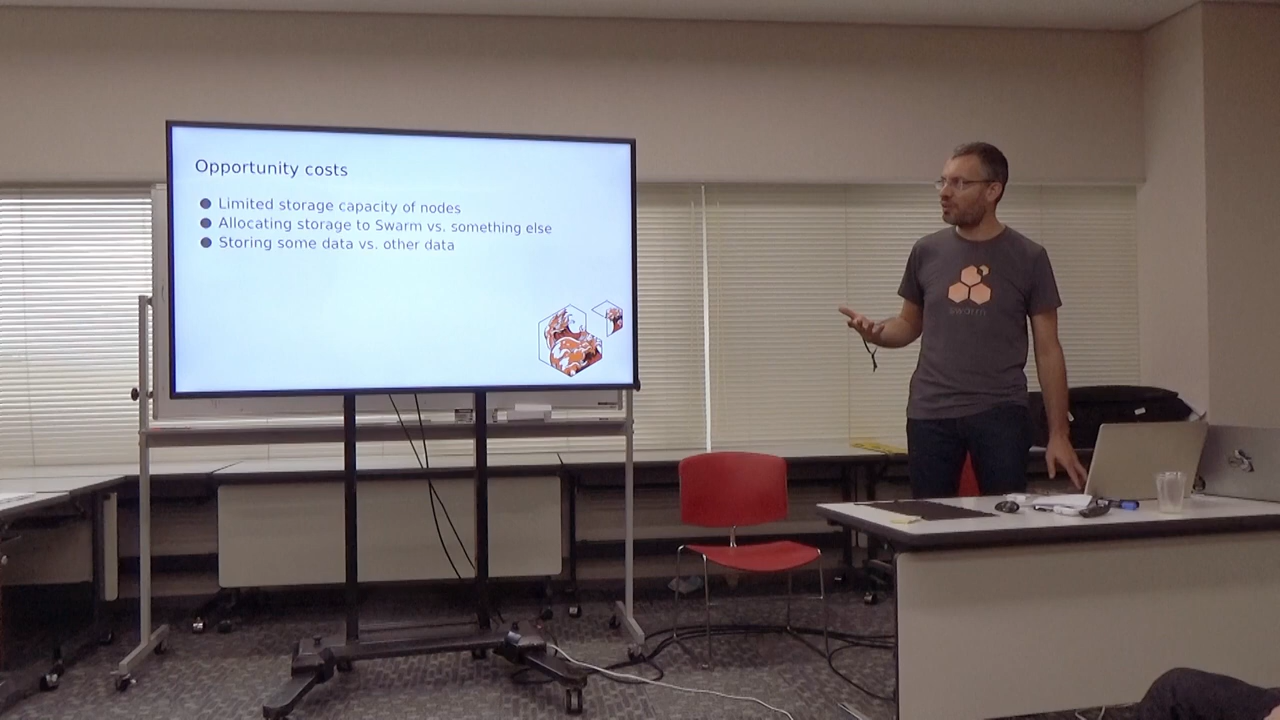 Opportunity costs
● Limited storage capacity of nodes
● Allocating storage to Swarm vs. something else
● Storing some data vs. other data
swarm